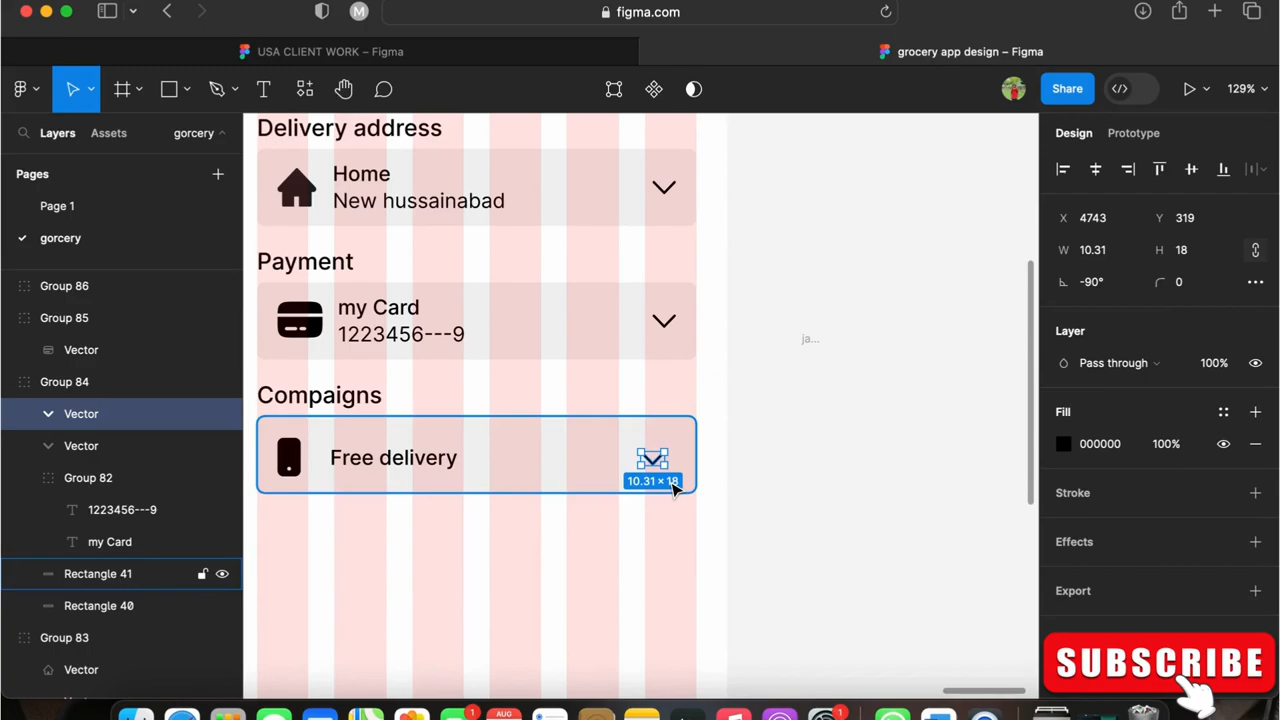 figma.com
M
USA CLIENT WORK – Figma
grocery app design – Figma
Share
129%
Layers
Assets
gorcery
Pages
Page 1
gorcery
Group 86
Group 85
Vector
Group 84
Vector
Vector
Group 82
1223456---9
my Card
Rectangle 41
Rectangle 40
Group 83
Vector
Delivery address
Home
New hussainabad
Payment
my Card
1223456---9
Compaigns
Free delivery
10.31 × 18
ja...
Design
Prototype
X 4743
Y 319
W 10.31
H 18
-90°
0
Layer
Pass through
100%
Fill
000000
100%
Stroke
Effects
Export
SUBSCRIBE
1
AUG
1